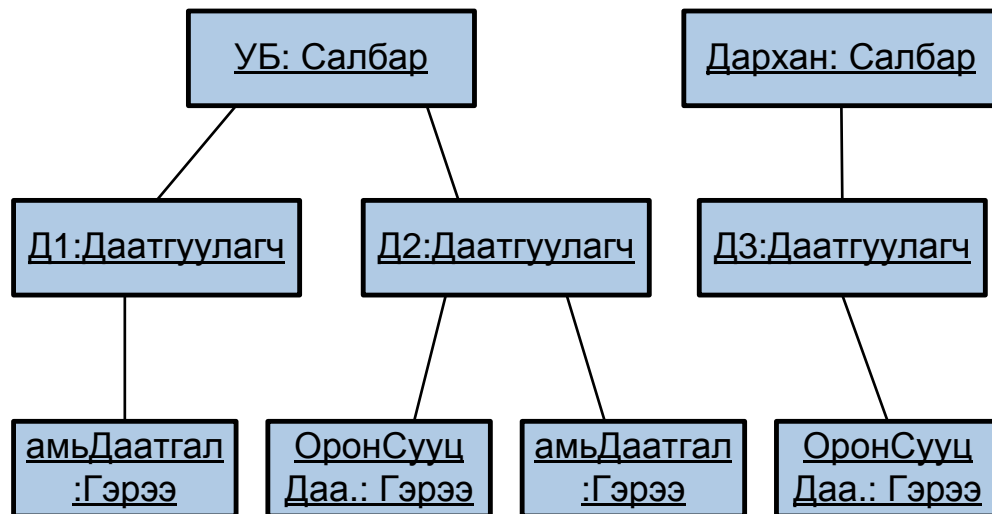 УБ: Салбар
Дархан: Салбар
Д1:Даатгуулагч
Д2:Даатгуулагч
Д3:Даатгуулагч
амьДаатгал
:Гэрээ
ОронСууц
Даа.: Гэрээ
амьДаатгал
:Гэрээ
ОронСууц
Даа.: Гэрээ